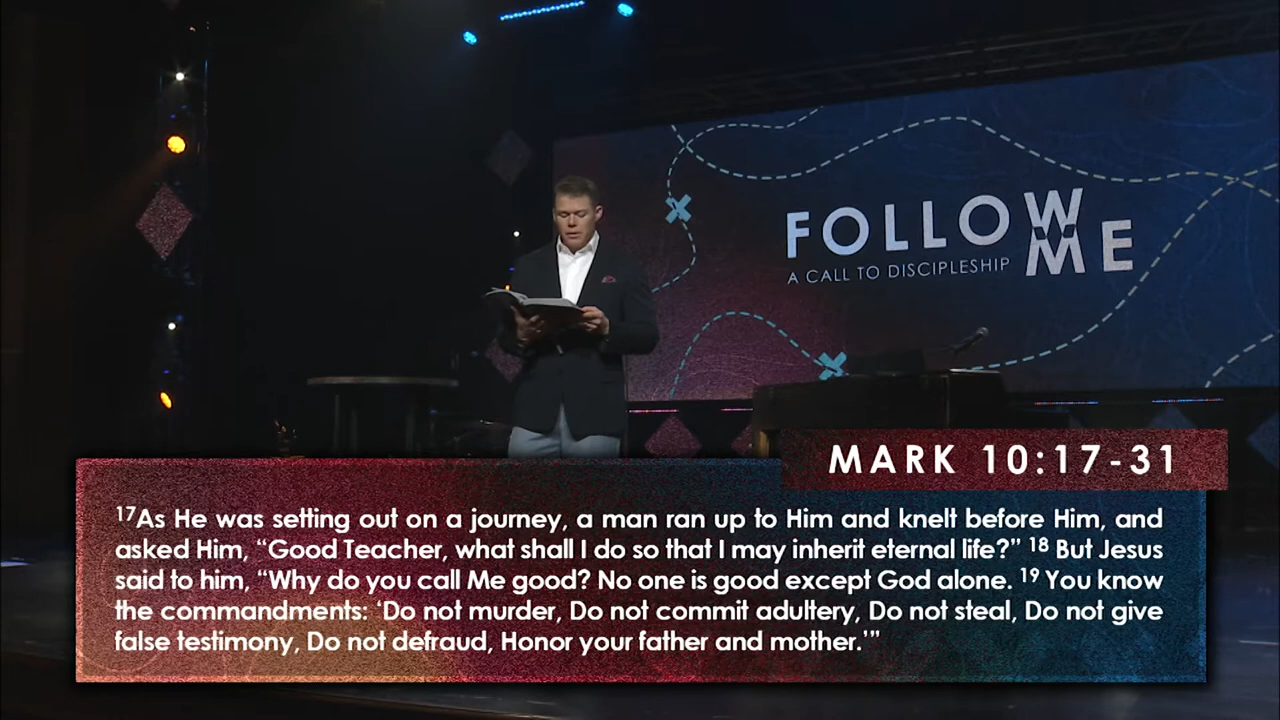 FOLLOW
ME
A CALL TO DISCIPLESHIP
MARK 10:17-31
¹⁷As He was setting out on a journey, a man ran up to Him and knelt before Him, and
asked Him, “Good Teacher, what shall I do so that I may inherit eternal life?” ¹⁸ But Jesus
said to him, “Why do you call Me good? No one is good except God alone. ¹⁹ You know
the commandments: ‘Do not murder, Do not commit adultery, Do not steal, Do not give
false testimony, Do not defraud, Honor your father and mother.’”